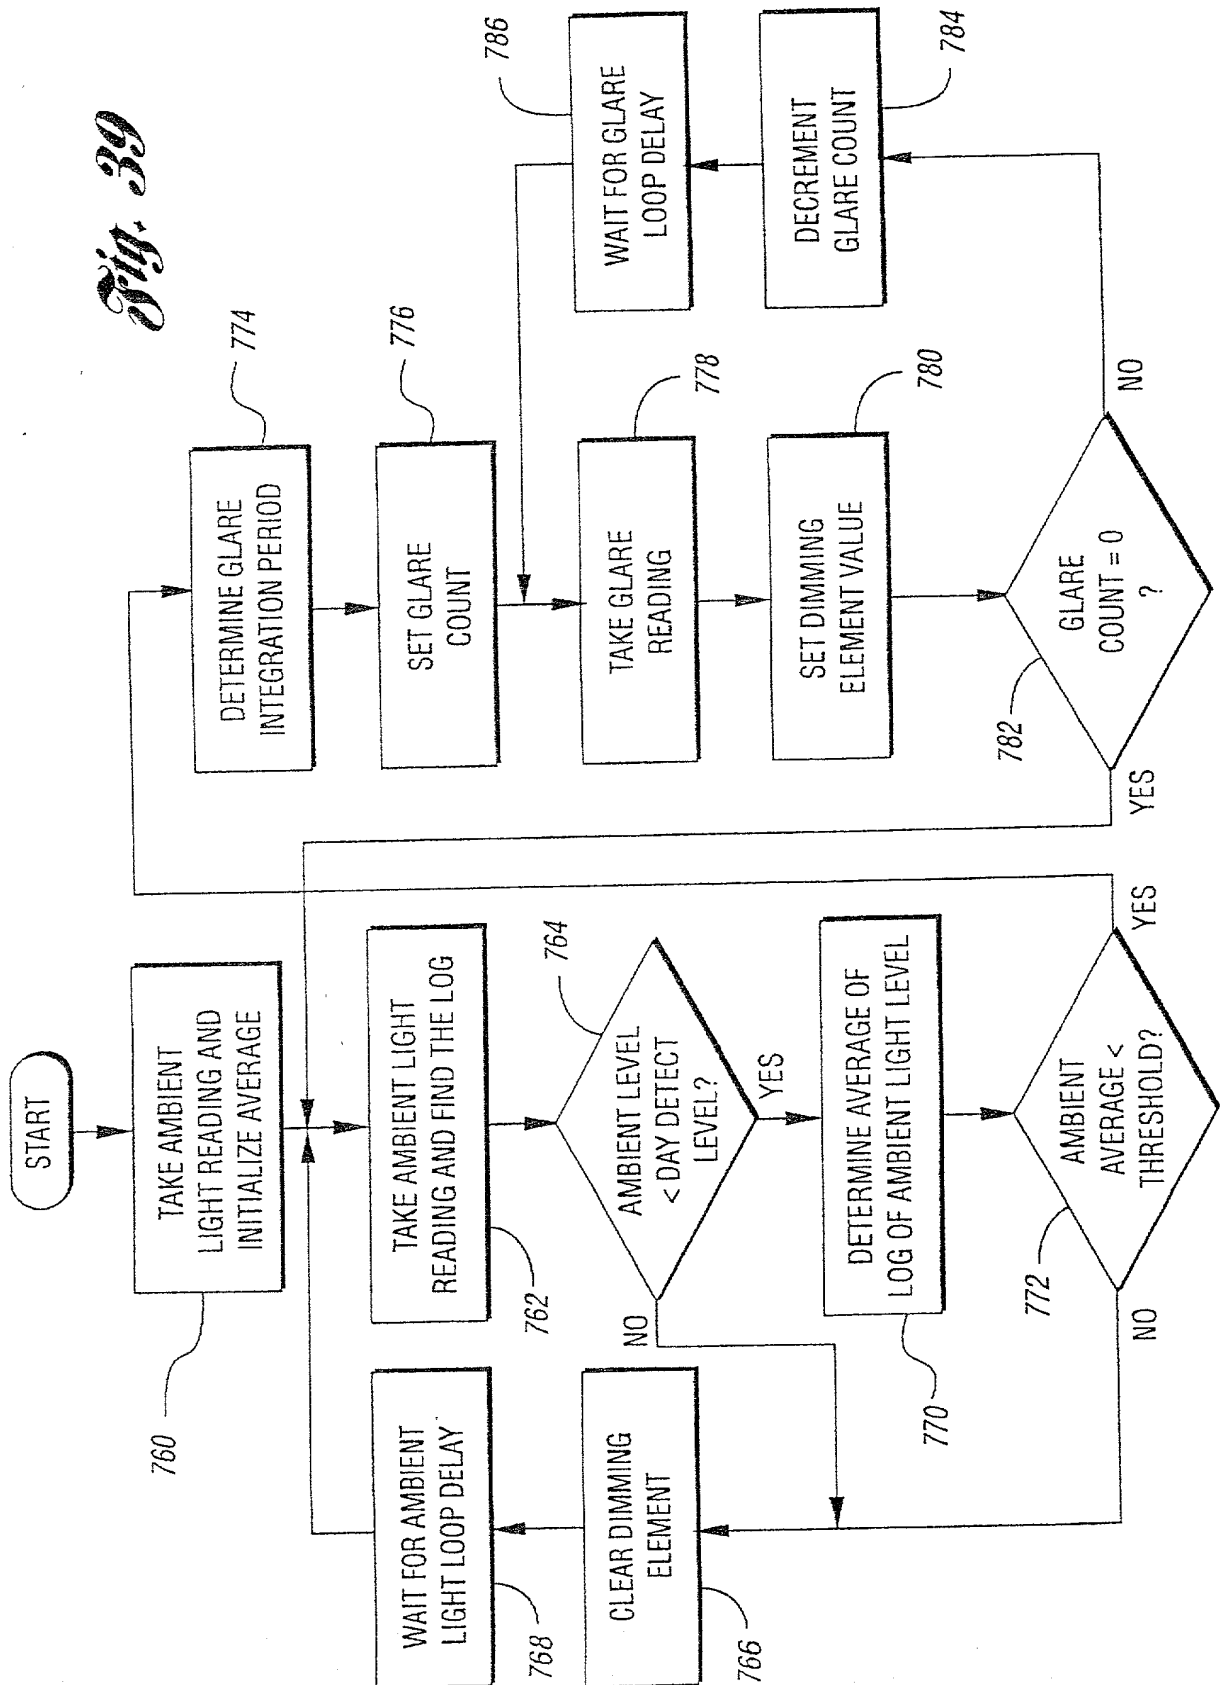 Fig. 39
START
TAKE AMBIENT
LIGHT READING AND
INITIALIZE AVERAGE
760
TAKE AMBIENT LIGHT
READING AND FIND THE LOG
762
AMBIENT LEVEL
< DAY DETECT
LEVEL?
764
NO
YES
WAIT FOR AMBIENT
LIGHT LOOP DELAY
768
CLEAR DIMMING
ELEMENT
766
DETERMINE AVERAGE OF
LOG OF AMBIENT LIGHT LEVEL
770
AMBIENT
AVERAGE <
THRESHOLD?
772
NO
YES
DETERMINE GLARE
INTEGRATION PERIOD
774
SET GLARE
COUNT
776
TAKE GLARE
READING
778
SET DIMMING
ELEMENT VALUE
780
GLARE
COUNT = 0
?
782
YES
NO
WAIT FOR GLARE
LOOP DELAY
786
DECREMENT
GLARE COUNT
784